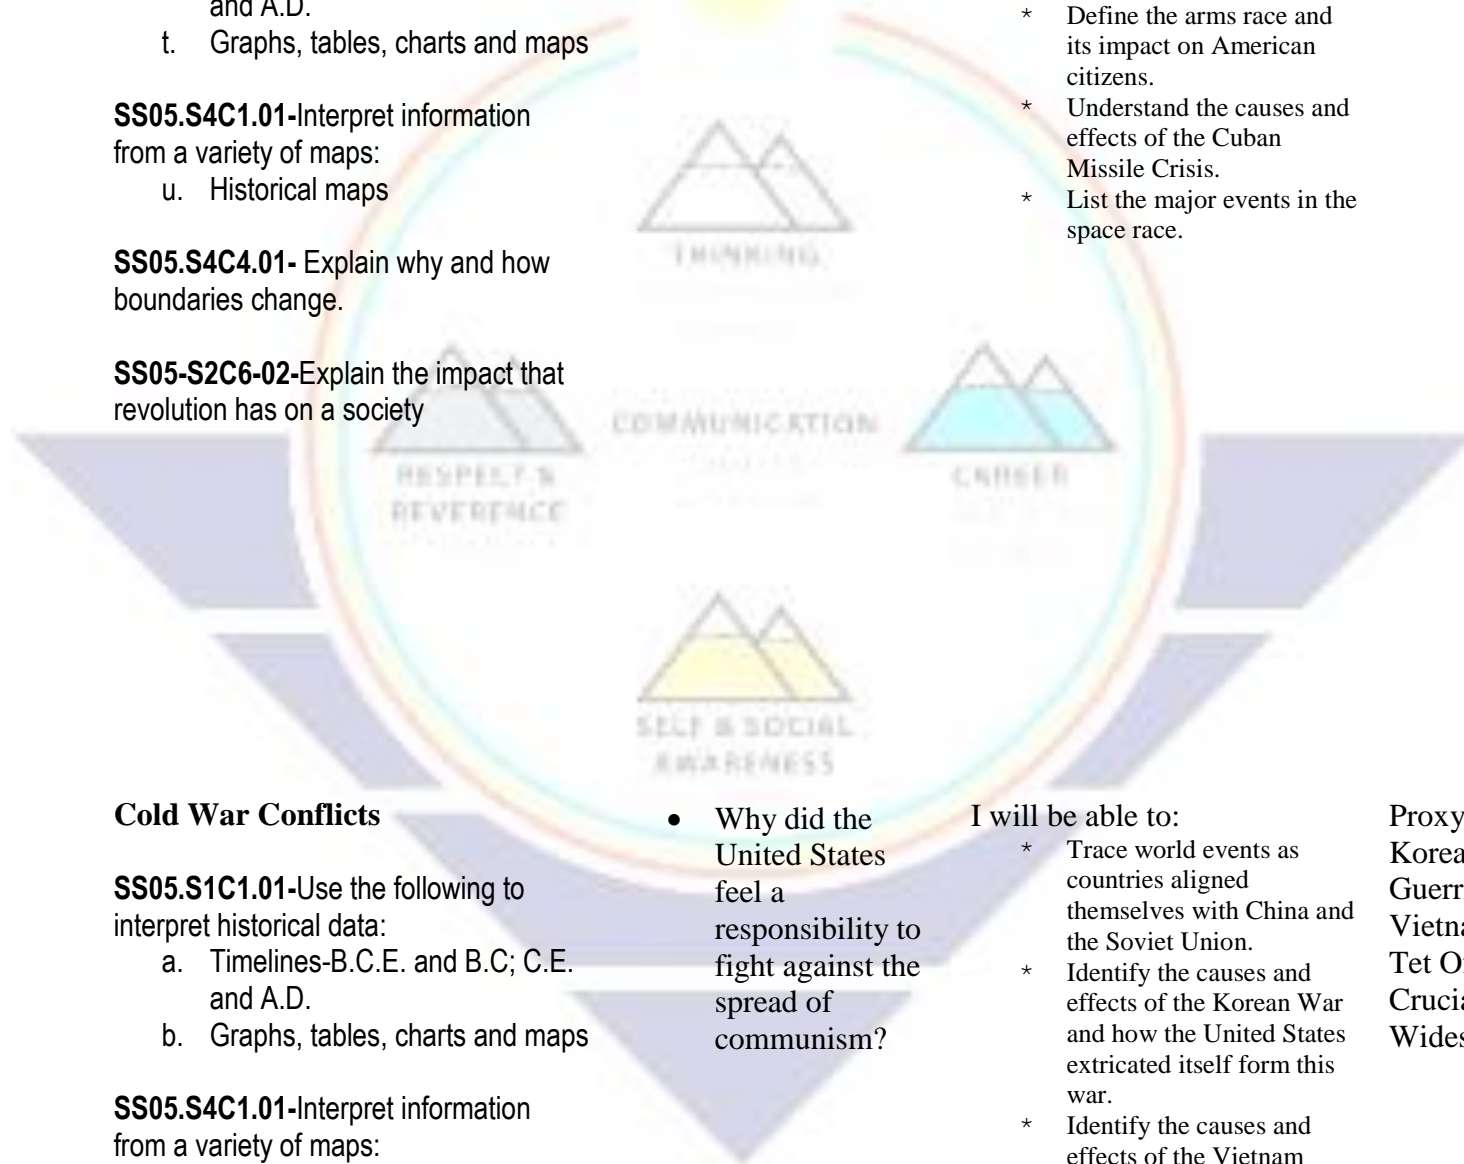 and A.D.
t. Graphs, tables, charts and maps
SS05.S4C1.01-Interpret information
from a variety of maps:
u. Historical maps
SS05.S4C4.01- Explain why and how
boundaries change.
SS05-S2C6-02-Explain the impact that
revolution has on a society
* Define the arms race and
its impact on American
citizens.
* Understand the causes and
effects of the Cuban
Missile Crisis.
* List the major events in the
space race.
THINKING
RESPECT &
REVERENCE
COMMUNICATION
CAREER
SELF & SOCIAL
AWARENESS
Cold War Conflicts
SS05.S1C1.01-Use the following to
interpret historical data:
a. Timelines-B.C.E. and B.C; C.E.
and A.D.
b. Graphs, tables, charts and maps
SS05.S4C1.01-Interpret information
from a variety of maps:
• Why did the
United States
feel a
responsibility to
fight against the
spread of
communism?
I will be able to:
* Trace world events as
countries aligned
themselves with China and
the Soviet Union.
* Identify the causes and
effects of the Korean War
and how the United States
extricated itself form this
war.
* Identify the causes and
effects of the Vietnam
Proxy
Korea
Guerr
Vietna
Tet O
Crucia
Wides